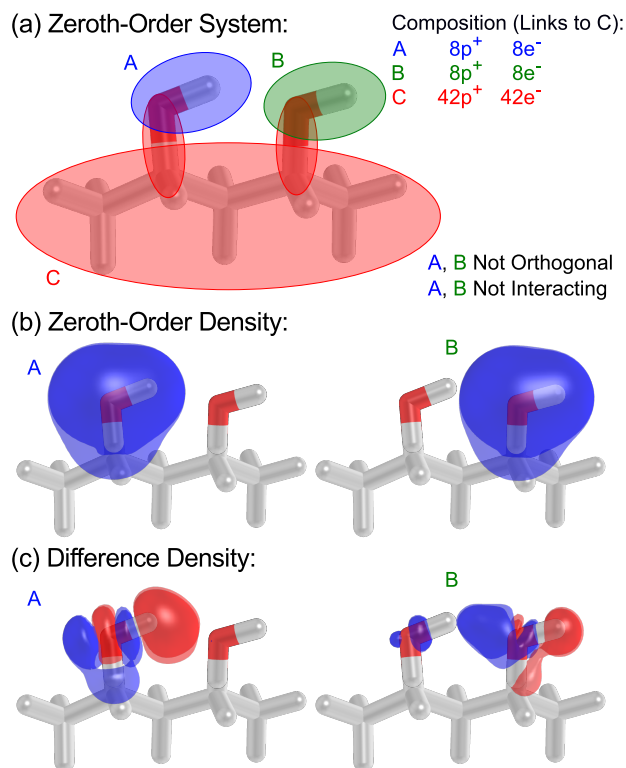 (a) Zeroth-Order System:
Composition (Links to C):
A 8p⁺ 8e⁻
B 8p⁺ 8e⁻
C 42p⁺ 42e⁻
A
B
C
A, B Not Orthogonal
A, B Not Interacting
(b) Zeroth-Order Density:
A
B
(c) Difference Density:
A
B